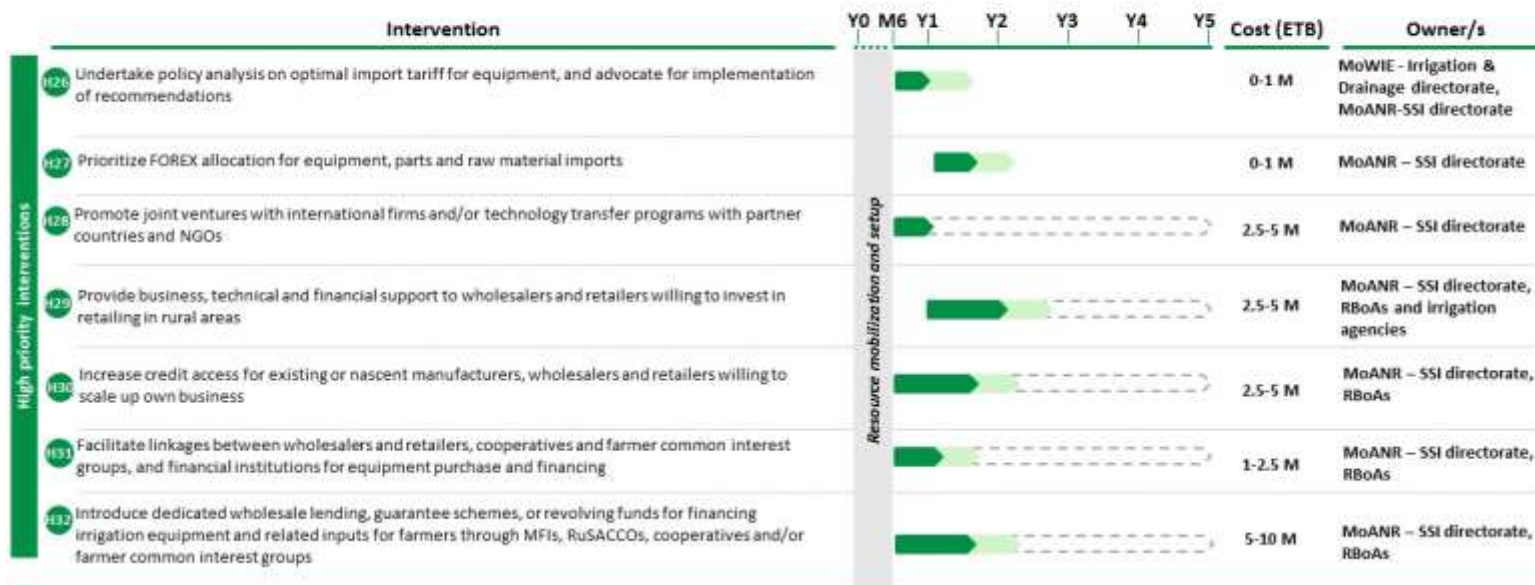 Intervention
Y0 M6 Y1 Y2 Y3 Y4 Y5
Cost (ETB)
Owner/s
High priority interventions
Resource mobilization and setup
H26
Undertake policy analysis on optimal import tariff for equipment, and advocate for implementation
of recommendations
0-1 M
MoWIE - Irrigation &
Drainage directorate,
MoANR-SSI directorate
H27
Prioritize FOREX allocation for equipment, parts and raw material imports
0-1 M
MoANR – SSI directorate
H28
Promote joint ventures with international firms and/or technology transfer programs with partner
countries and NGOs
2.5-5 M
MoANR – SSI directorate
H29
Provide business, technical and financial support to wholesalers and retailers willing to invest in
retailing in rural areas
2.5-5 M
MoANR – SSI directorate,
RBoAs and irrigation
agencies
H30
Increase credit access for existing or nascent manufacturers, wholesalers and retailers willing to
scale up own business
2.5-5 M
MoANR – SSI directorate,
RBoAs
H31
Facilitate linkages between wholesalers and retailers, cooperatives and farmer common interest
groups, and financial institutions for equipment purchase and financing
1-2.5 M
MoANR – SSI directorate,
RBoAs
H32
Introduce dedicated wholesale lending, guarantee schemes, or revolving funds for financing
irrigation equipment and related inputs for farmers through MFIs, RuSACCOs, cooperatives and/or
farmer common interest groups
5-10 M
MoANR – SSI directorate,
RBoAs